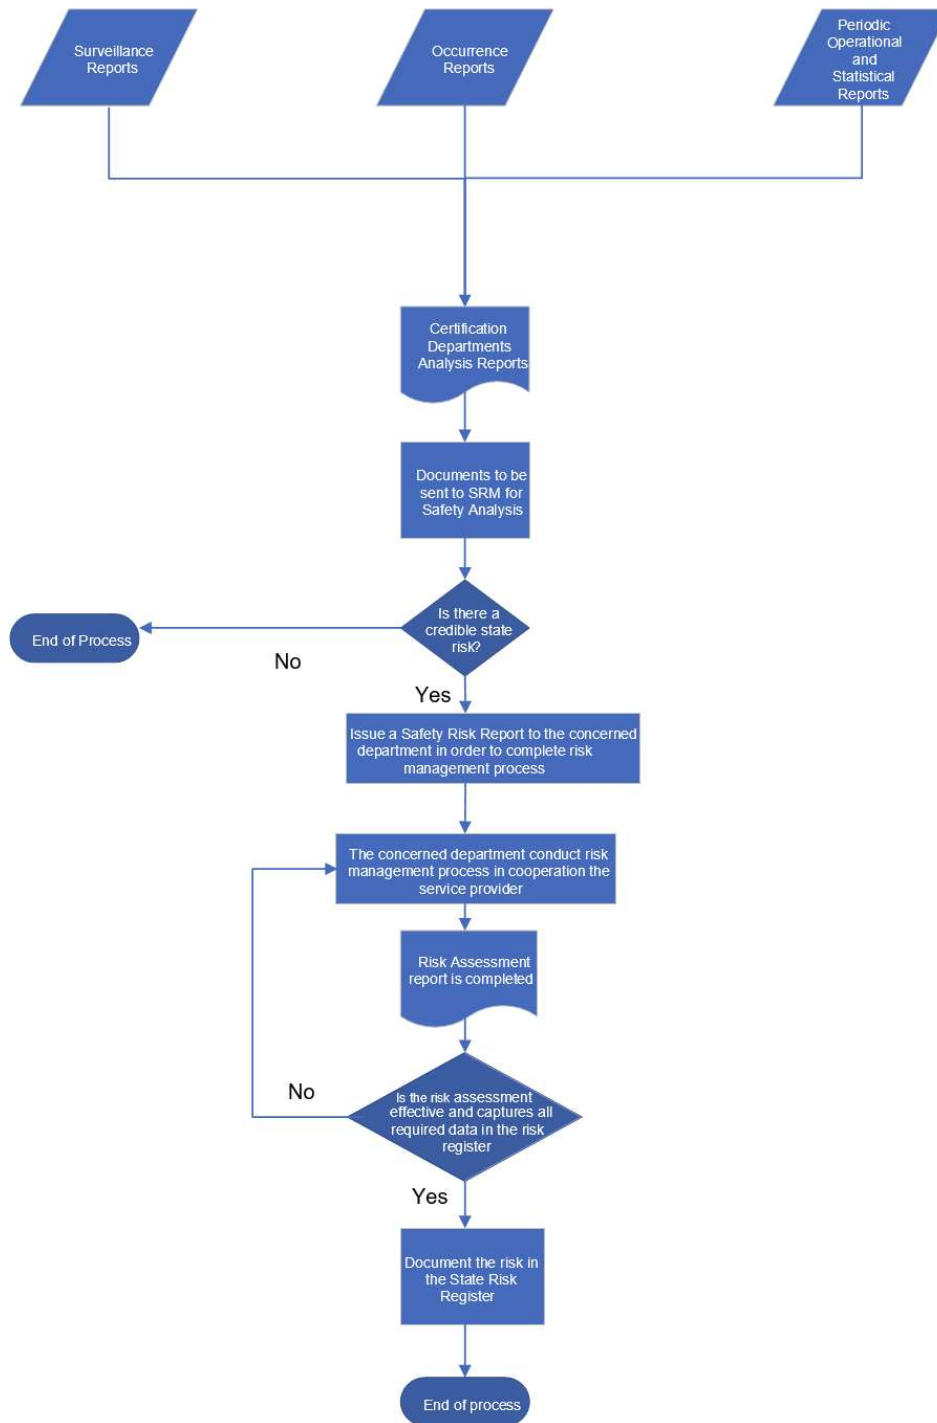 Surveillance
Reports
Occurrence
Reports
Periodic
Operational
and
Statistical
Reports
Certification
Departments
Analysis Reports
Documents to be
sent to SRM for
Safety Analysis
Is there a
credible state
risk?
End of Process
No
Yes
Issue a Safety Risk Report to the concerned
department in order to complete risk
management process
The concerned department conduct risk
management process in cooperation the
service provider
Risk Assessment
report is completed
No
Is the risk assessment
effective and captures all
required data in the risk
register
Yes
Document the risk in
the State Risk
Register
End of process